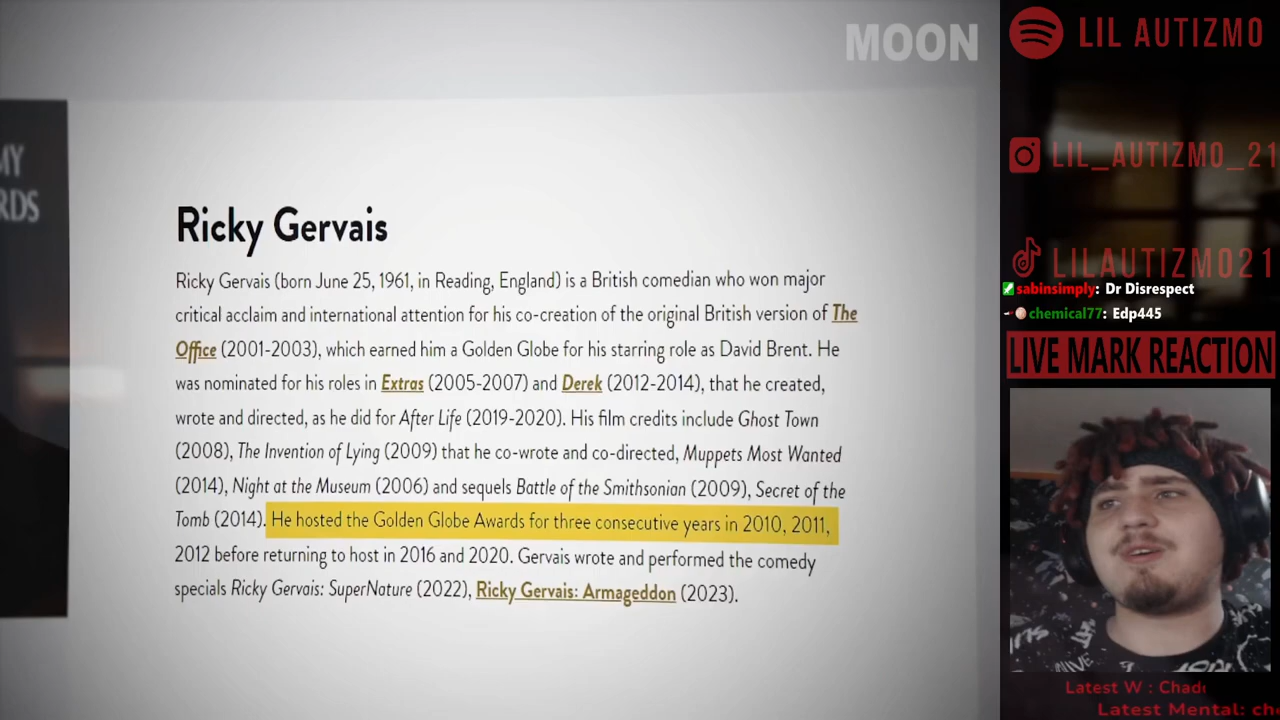 MOON
MY
RDS
Ricky Gervais
Ricky Gervais (born June 25, 1961, in Reading, England) is a British comedian who won major
critical acclaim and international attention for his co-creation of the original British version of The
Office (2001-2003), which earned him a Golden Globe for his starring role as David Brent. He
was nominated for his roles in Extras (2005-2007) and Derek (2012-2014), that he created,
wrote and directed, as he did for After Life (2019-2020). His film credits include Ghost Town
(2008), The Invention of Lying (2009) that he co-wrote and co-directed, Muppets Most Wanted
(2014), Night at the Museum (2006) and sequels Battle of the Smithsonian (2009), Secret of the
Tomb (2014). He hosted the Golden Globe Awards for three consecutive years in 2010, 2011,
2012 before returning to host in 2016 and 2020. Gervais wrote and performed the comedy
specials Ricky Gervais: SuperNature (2022), Ricky Gervais: Armageddon (2023).
LIL AUTIZMO
LIL_AUTIZMO_21
LILAUTIZMO21
sabinsimply: Dr Disrespect
chemical77: Edp445
LIVE MARK REACTION
Latest W : Chad
Latest Mental: ch